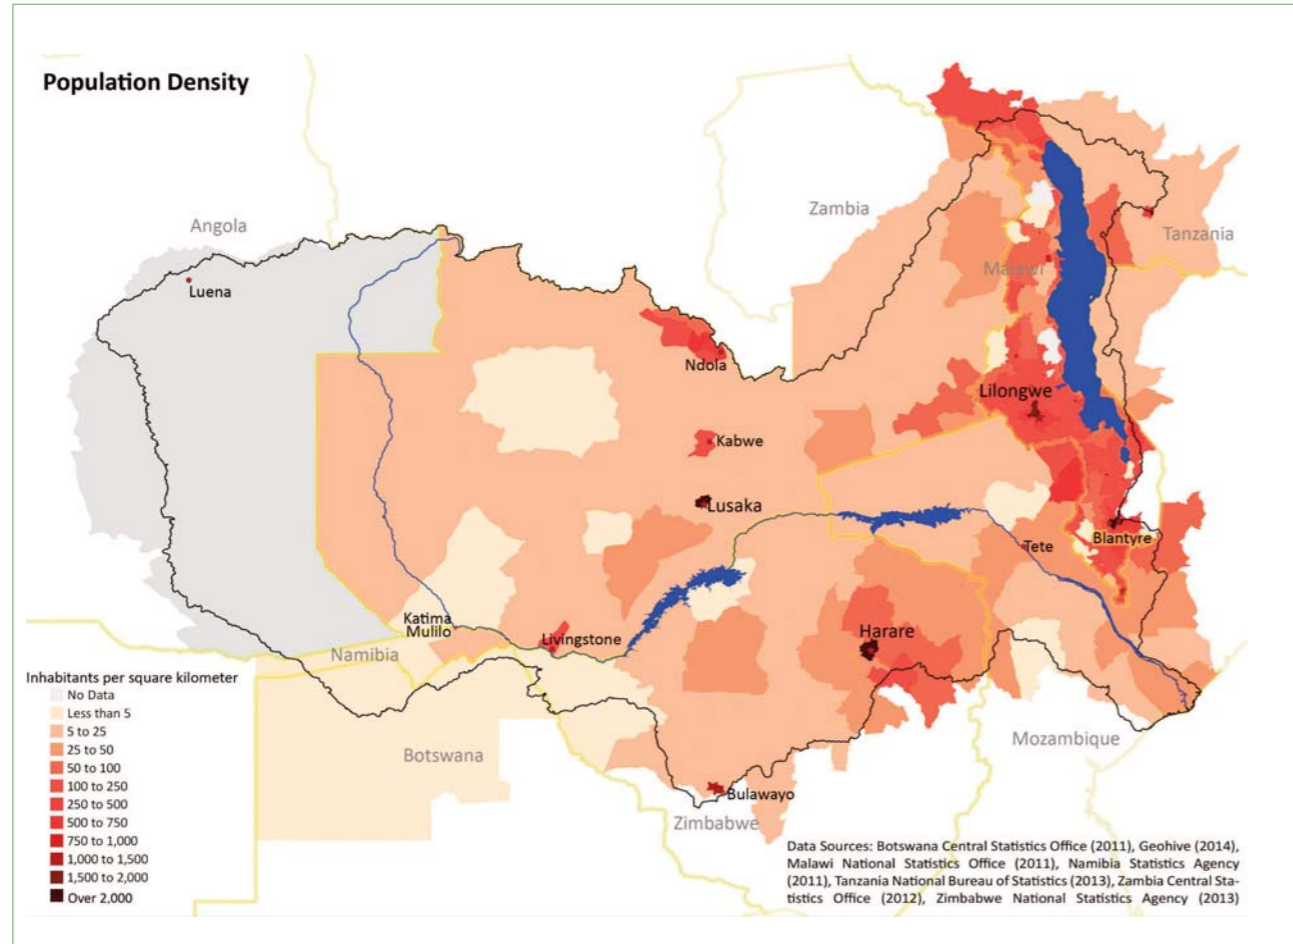 Population Density
Angola
Zambia
Tanzania
Malawi
Luena
Ndola
Lilongwe
Kabwe
Lusaka
Tete
Blantyre
Katima
Mulilo
Livingstone
Harare
Namibia
Botswana
Mozambique
Bulawayo
Zimbabwe
Inhabitants per square kilometer
No Data
Less than 5
5 to 25
25 to 50
50 to 100
100 to 250
250 to 500
500 to 750
750 to 1,000
1,000 to 1,500
1,500 to 2,000
Over 2,000
Data Sources: Botswana Central Statistics Office (2011), Geohive (2014),
Malawi National Statistics Office (2011), Namibia Statistics Agency
(2011), Tanzania National Bureau of Statistics (2013), Zambia Central Sta-
tistics Office (2012), Zimbabwe National Statistics Agency (2013)